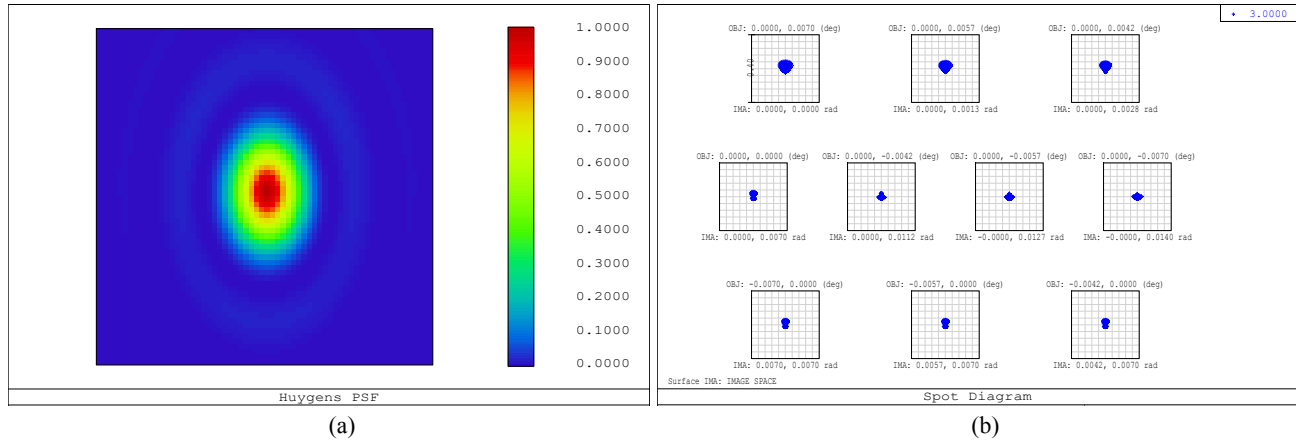 1.0000
0.9000
0.8000
0.7000
0.6000
0.5000
0.4000
0.3000
0.2000
0.1000
0.0000
Huygens PSF
(a)
3.0000
OBJ: 0.0000, 0.0070 (deg)
OBJ: 0.0000, 0.0057 (deg)
OBJ: 0.0000, 0.0042 (deg)
IMA: 0.0000, 0.0000 rad
IMA: 0.0000, 0.0013 rad
IMA: 0.0000, 0.0028 rad
OBJ: 0.0000, 0.0000 (deg)
OBJ: 0.0000, -0.0042 (deg)
OBJ: 0.0000, -0.0057 (deg)
OBJ: 0.0000, -0.0070 (deg)
IMA: 0.0000, 0.0070 rad
IMA: 0.0000, 0.0112 rad
IMA: -0.0000, 0.0127 rad
IMA: -0.0000, 0.0140 rad
OBJ: -0.0070, 0.0000 (deg)
OBJ: -0.0057, 0.0000 (deg)
OBJ: -0.0042, 0.0000 (deg)
IMA: 0.0070, 0.0070 rad
IMA: 0.0057, 0.0070 rad
IMA: 0.0042, 0.0070 rad
Surface IMA: IMAGE SPACE
Spot Diagram
(b)